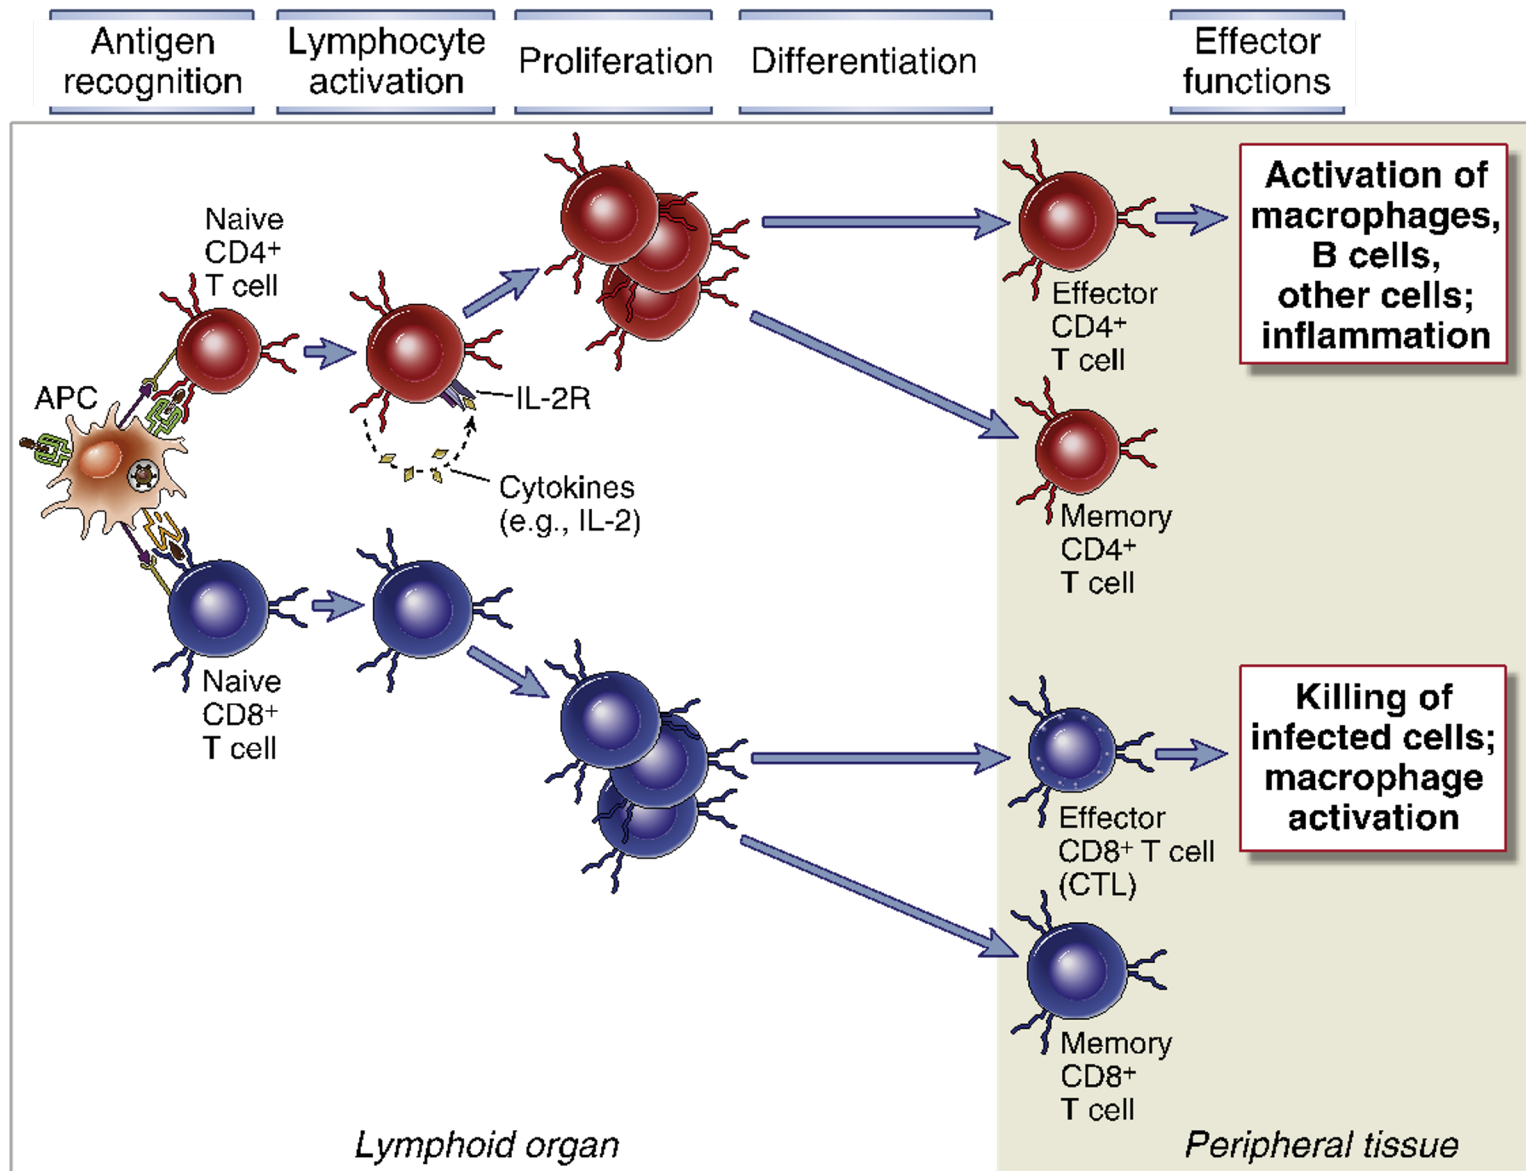 Antigen
recognition
Lymphocyte
activation
Proliferation
Differentiation
Effector
functions
Naive
CD4⁺
T cell
APC
IL-2R
Cytokines
(e.g., IL-2)
Naive
CD8⁺
T cell
Effector
CD4⁺
T cell
Activation of
macrophages,
B cells,
other cells;
inflammation
Memory
CD4⁺
T cell
Effector
CD8⁺ T cell
(CTL)
Killing of
infected cells;
macrophage
activation
Memory
CD8⁺
T cell
Lymphoid organ
Peripheral tissue